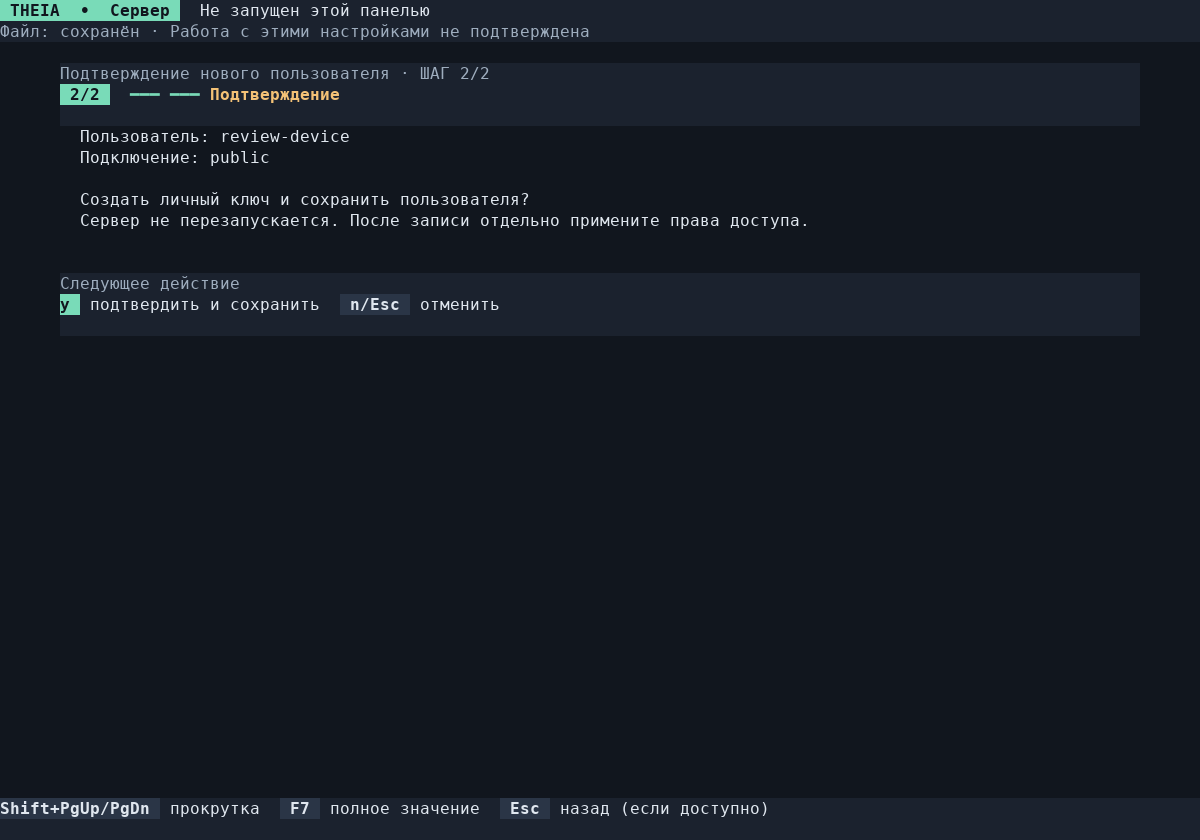 THEIA • Сервер Не запущен этой панелью
Файл: сохранён · Работа с этими настройками не подтверждена
Подтверждение нового пользователя · ШАГ 2/2
2/2 ━━━ ━━━ Подтверждение
Пользователь: review-device
Подключение: public
Создать личный ключ и сохранить пользователя?
Сервер не перезапускается. После записи отдельно примените права доступа.
Следующее действие
y подтвердить и сохранить n/Esc отменить
Shift+PgUp/PgDn прокрутка F7 полное значение Esc назад (если доступно)